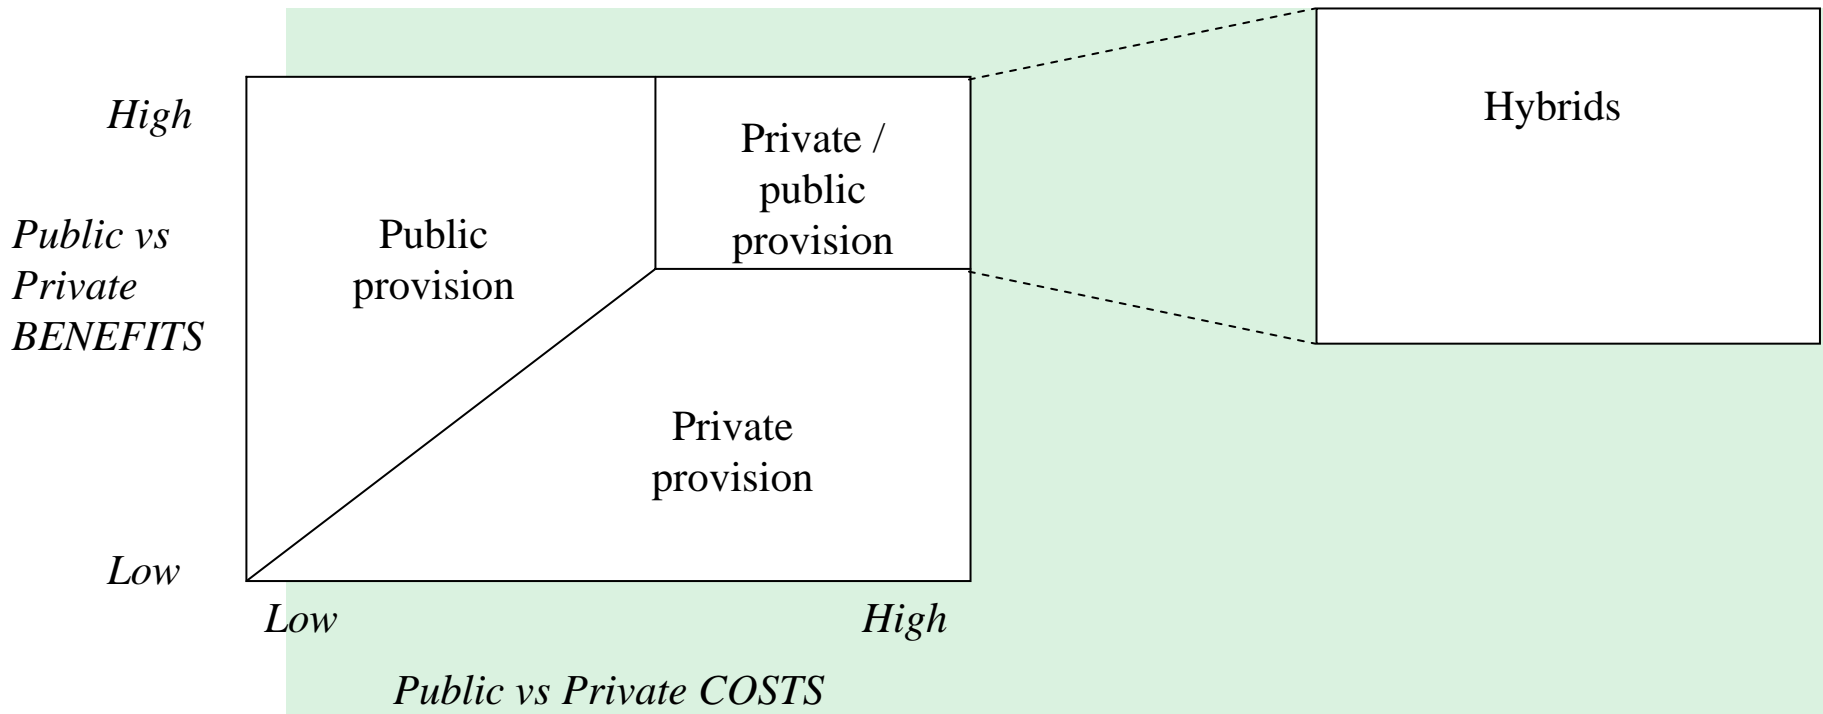 High
Public vs
Private
BENEFITS
Low
Public
provision
Private /
public
provision
Private
provision
Hybrids
Low
High
Public vs Private COSTS